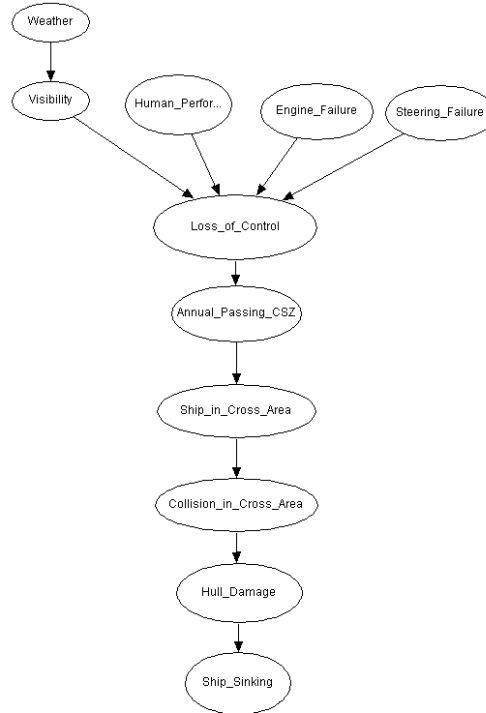 Weather
Visibility
Human_Perfor...
Engine_Failure
Steering_Failure
Loss_of_Control
Annual_Passing_CSZ
Ship_in_Cross_Area
Collision_in_Cross_Area
Hull_Damage
Ship_Sinking